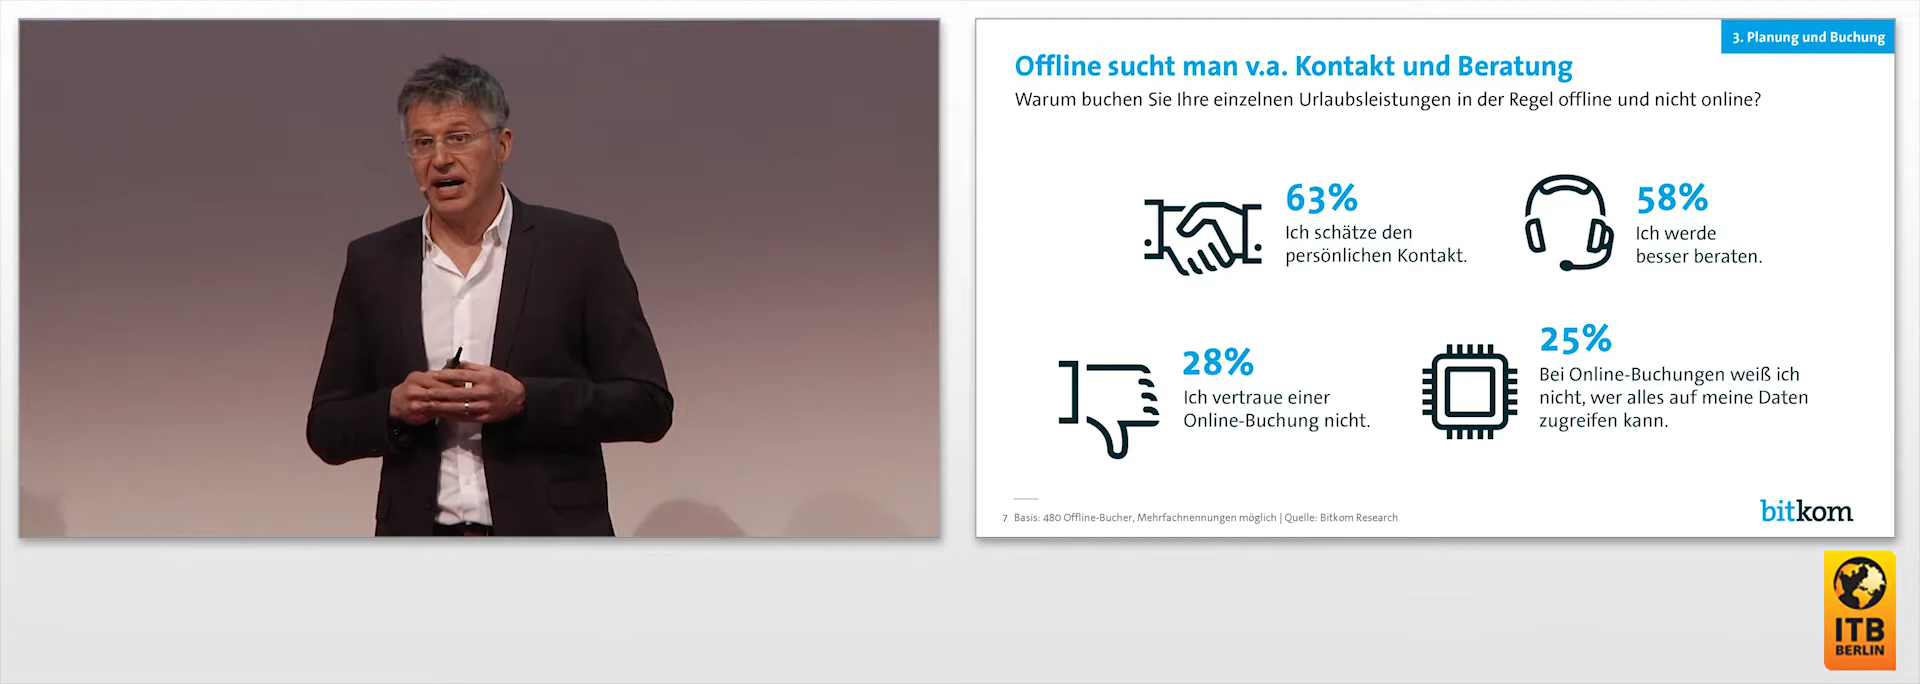 3. Planung und Buchung
Offline sucht man v.a. Kontakt und Beratung
Warum buchen Sie Ihre einzelnen Urlaubsleistungen in der Regel offline und nicht online?
63%
Ich schätze den
persönlichen Kontakt.
58%
Ich werde
besser beraten.
28%
Ich vertraue einer
Online-Buchung nicht.
25%
Bei Online-Buchungen weiß ich
nicht, wer alles auf meine Daten
zugreifen kann.
7 Basis: 480 Offline-Bucher, Mehrfachnennungen möglich | Quelle: Bitkom Research
bitkom
ITB
BERLIN